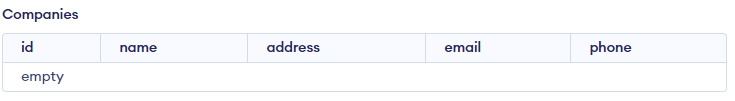 Companies
id name address email phone
empty